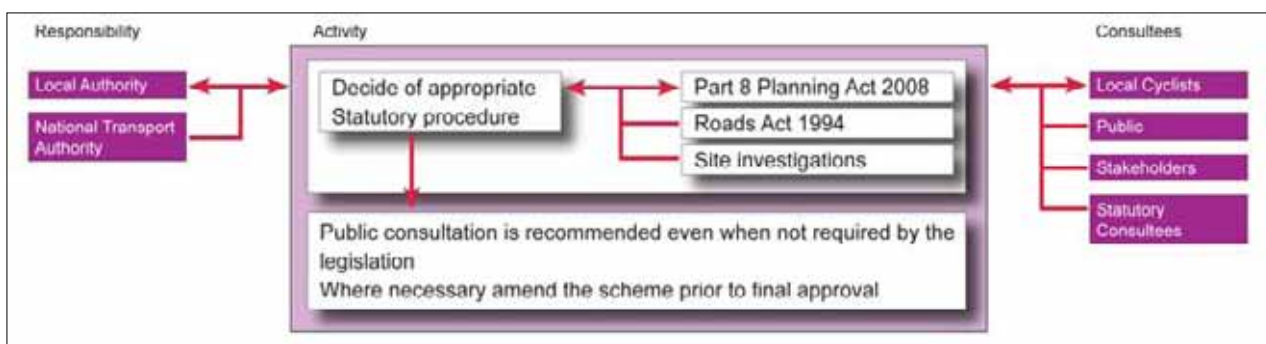 Responsibility
Activity
Consultees
Local Authority
National Transport
Authority
Decide of appropriate
Statutory procedure
Part 8 Planning Act 2008
Roads Act 1994
Site investigations
Public consultation is recommended even when not required by the
legislation
Where necessary amend the scheme prior to final approval
Local Cyclists
Public
Stakeholders
Statutory
Consultees